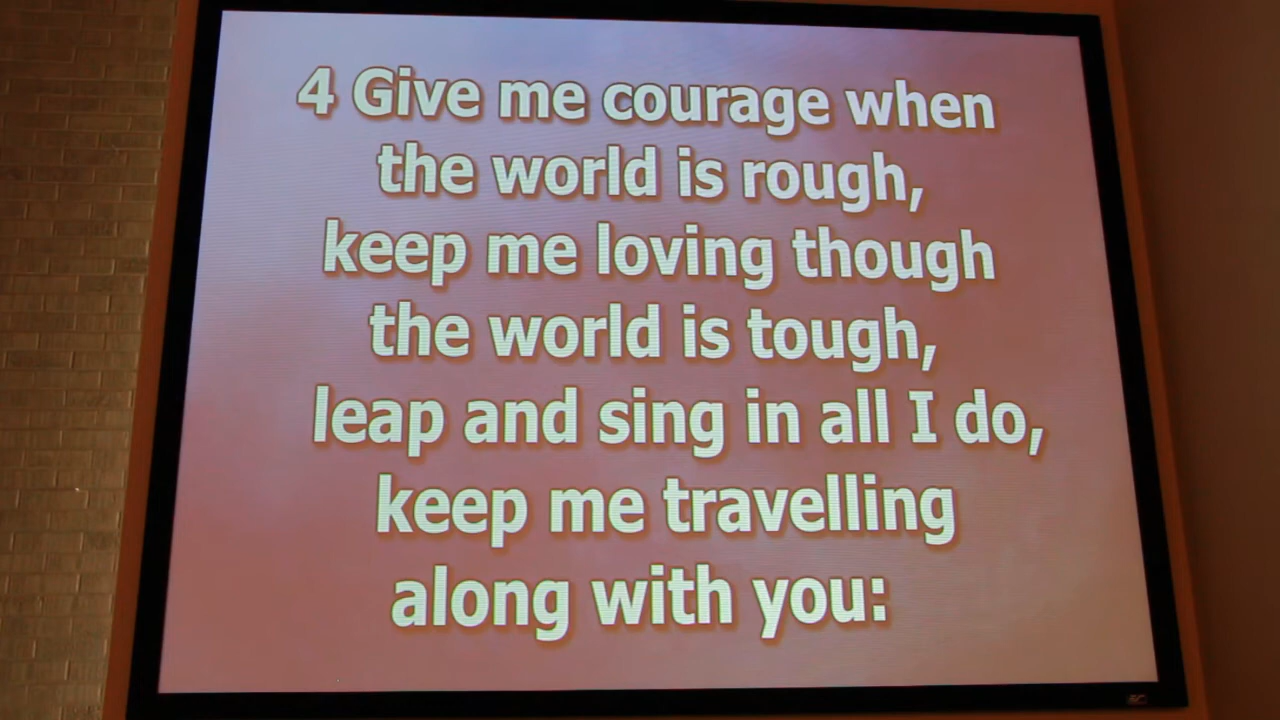 4 Give me courage when
the world is rough,
keep me loving though
the world is tough,
leap and sing in all I do,
keep me travelling
along with you: